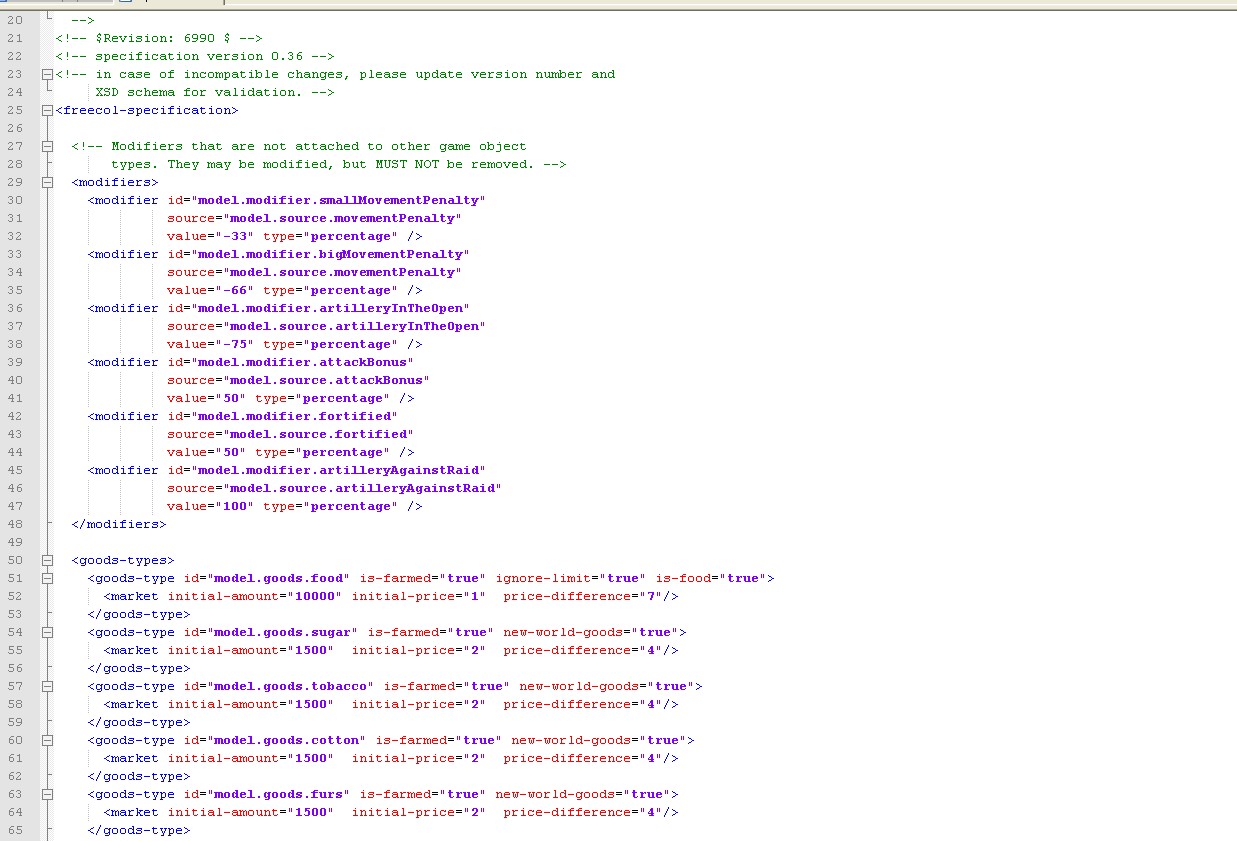 20 -->
21 <!-- $Revision: 6990 $ -->
22 <!-- specification version 0.36 -->
23 <!-- in case of incompatible changes, please update version number and
24 XSD schema for validation. -->
25 <freecol-specification>
26
27 <!-- Modifiers that are not attached to other game object
28 types. They may be modified, but MUST NOT be removed. -->
29 <modifiers>
30 <modifier id="model.modifier.smallMovementPenalty"
31 source="model.source.movementPenalty"
32 value="-33" type="percentage" />
33 <modifier id="model.modifier.bigMovementPenalty"
34 source="model.source.movementPenalty"
35 value="-66" type="percentage" />
36 <modifier id="model.modifier.artilleryInTheOpen"
37 source="model.source.artilleryInTheOpen"
38 value="-75" type="percentage" />
39 <modifier id="model.modifier.attackBonus"
40 source="model.source.attackBonus"
41 value="50" type="percentage" />
42 <modifier id="model.modifier.fortified"
43 source="model.source.fortified"
44 value="50" type="percentage" />
45 <modifier id="model.modifier.artilleryAgainstRaid"
46 source="model.source.artilleryAgainstRaid"
47 value="100" type="percentage" />
48 </modifiers>
49
50 <goods-types>
51 <goods-type id="model.goods.food" is-farmed="true" ignore-limit="true" is-food="true">
52 <market initial-amount="10000" initial-price="1"  price-difference="7"/>
53 </goods-type>
54 <goods-type id="model.goods.sugar" is-farmed="true" new-world-goods="true">
55 <market initial-amount="1500"  initial-price="2"  price-difference="4"/>
56 </goods-type>
57 <goods-type id="model.goods.tobacco" is-farmed="true" new-world-goods="true">
58 <market initial-amount="1500"  initial-price="2"  price-difference="4"/>
59 </goods-type>
60 <goods-type id="model.goods.cotton" is-farmed="true" new-world-goods="true">
61 <market initial-amount="1500"  initial-price="2"  price-difference="4"/>
62 </goods-type>
63 <goods-type id="model.goods.furs" is-farmed="true" new-world-goods="true">
64 <market initial-amount="1500"  initial-price="2"  price-difference="4"/>
65 </goods-type>